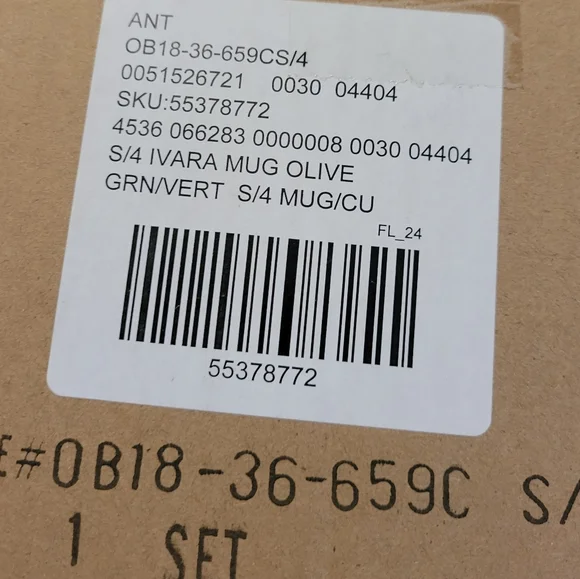 ANT
OB18-36-659CS/4
0051526721 0030 04404
SKU:55378772
4536 066283 0000008 0030 04404
S/4 IVARA MUG OLIVE
GRN/VERT S/4 MUG/CU
FL_24
55378772
E#OB18-36-659C S/
1 SET